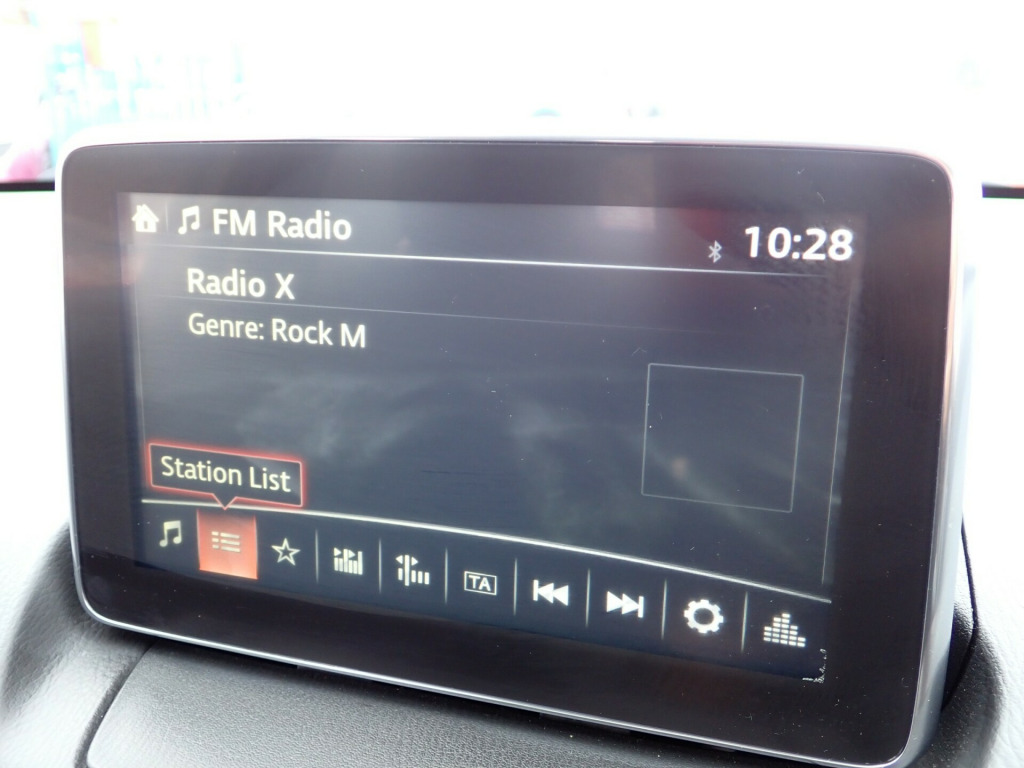 FM Radio
10:28
Radio X
Genre: Rock M
Station List
TA